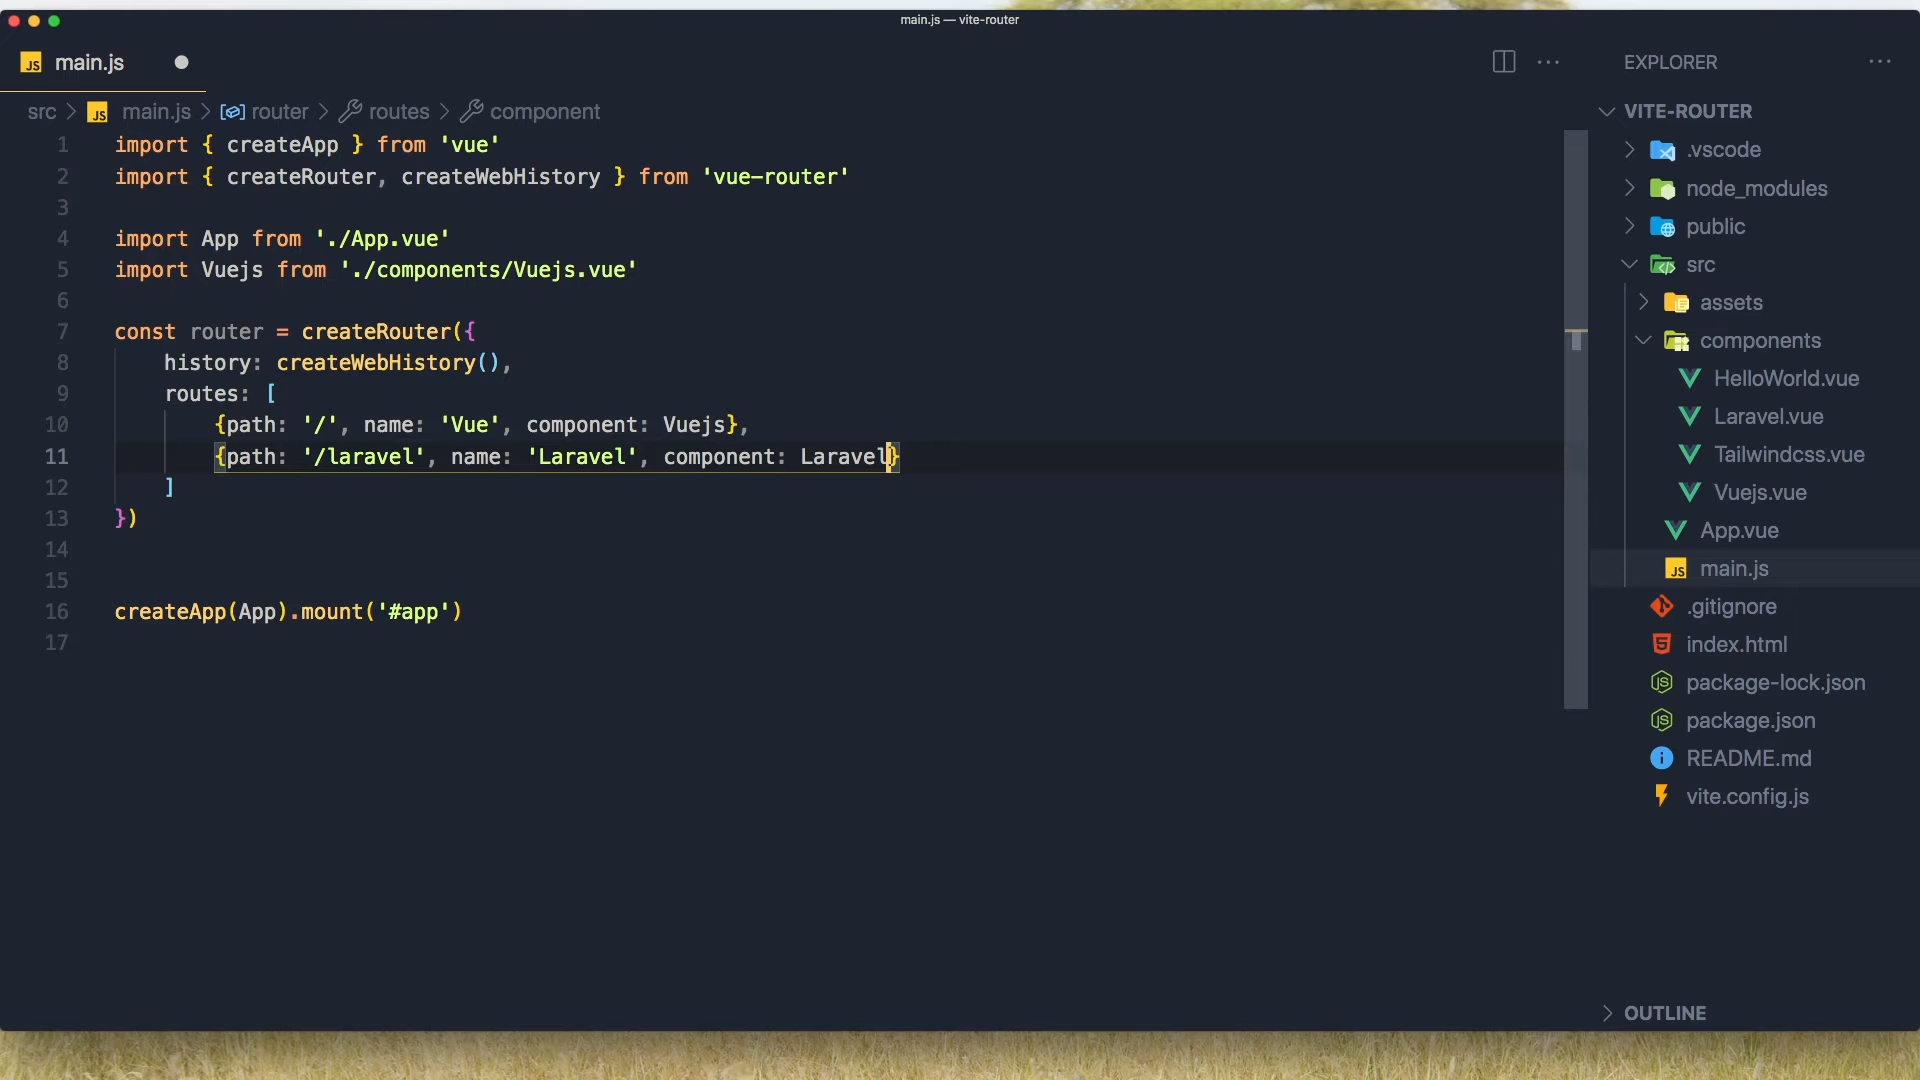 main.js — vite-router
JS main.js
EXPLORER
src > JS main.js > router > routes > component
1 import { createApp } from 'vue'
2 import { createRouter, createWebHistory } from 'vue-router'
3
4 import App from './App.vue'
5 import Vuejs from './components/Vuejs.vue'
6
7 const router = createRouter({
8 history: createWebHistory(),
9 routes: [
10 {path: '/', name: 'Vue', component: Vuejs},
11 {path: '/laravel', name: 'Laravel', component: Laravel}
12 ]
13 })
14
15
16 createApp(App).mount('#app')
17
VITE-ROUTER
.vscode
node_modules
public
src
assets
components
HelloWorld.vue
Laravel.vue
Tailwindcss.vue
Vuejs.vue
App.vue
JS main.js
.gitignore
index.html
package-lock.json
package.json
README.md
vite.config.js
OUTLINE